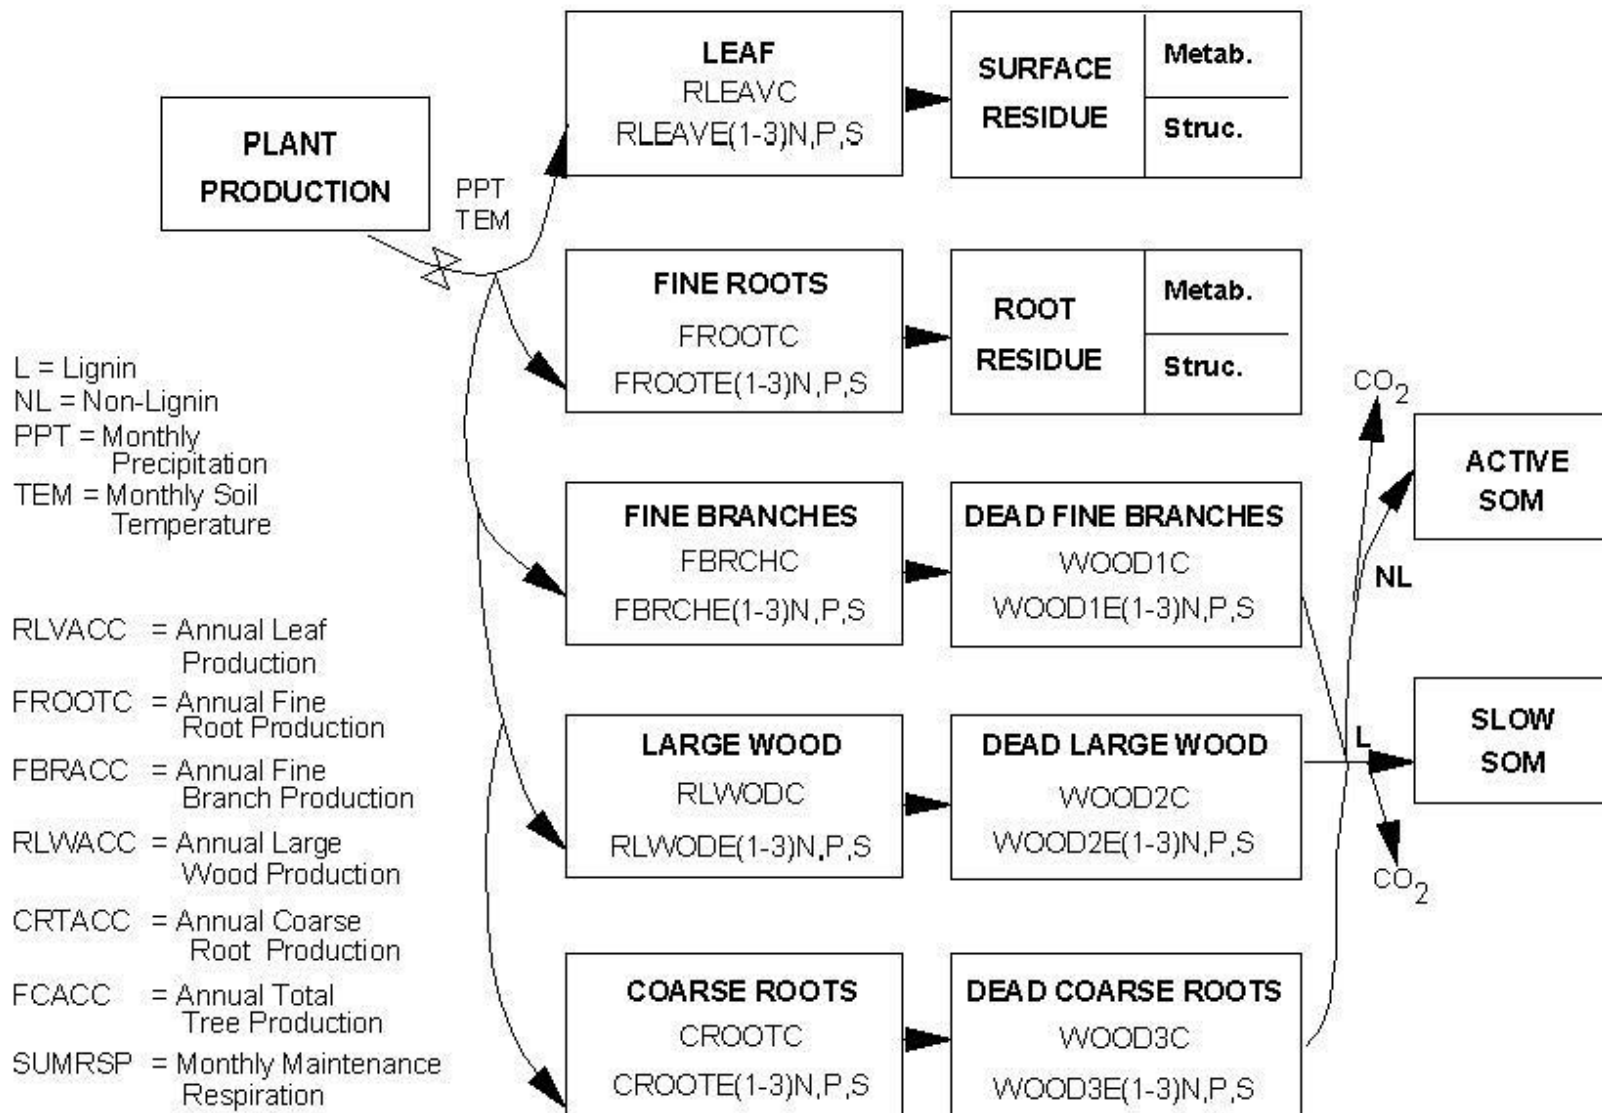 PLANT
PRODUCTION
PPT
TEM
LEAF
RLEAVC
RLEAVE(1-3)N,P,S
SURFACE
RESIDUE
Metab.
Struc.
FINE ROOTS
FROOTC
FROOTE(1-3)N,P,S
ROOT
RESIDUE
Metab.
Struc.
L = Lignin
NL = Non-Lignin
PPT = Monthly
Precipitation
TEM = Monthly Soil
Temperature
FINE BRANCHES
FBRCHC
FBRCHE(1-3)N,P,S
DEAD FINE BRANCHES
WOOD1C
WOOD1E(1-3)N,P,S
CO2
ACTIVE
SOM
NL
RLVACC = Annual Leaf
Production
FROOTC = Annual Fine
Root Production
FBRACC = Annual Fine
Branch Production
RLWACC = Annual Large
Wood Production
CRTACC = Annual Coarse
Root Production
FCACC = Annual Total
Tree Production
SUMRSP = Monthly Maintenance
Respiration
LARGE WOOD
RLWODC
RLWODE(1-3)N,P,S
DEAD LARGE WOOD
WOOD2C
WOOD2E(1-3)N,P,S
L
SLOW
SOM
CO2
COARSE ROOTS
CROOTC
CROOTE(1-3)N,P,S
DEAD COARSE ROOTS
WOOD3C
WOOD3E(1-3)N,P,S